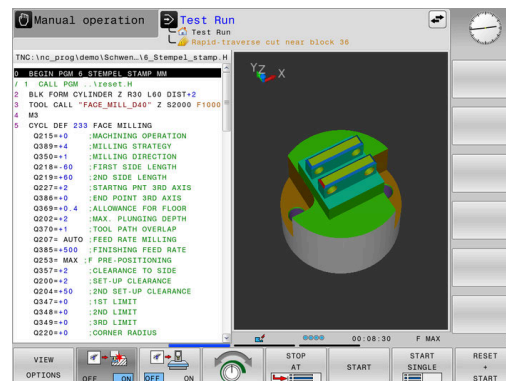 Manual operation
Test Run
Test Run
Rapid-traverse cut near block 36
TNC:\nc_prog\demo\Schwen...\6_Stempel_stamp.H
0 BEGIN PGM 6_STEMPEL_STAMP MM
/ 1 CALL PGM ..\reset.H
2 BLK FORM CYLINDER Z R30 L60 DIST+2
3 TOOL CALL "FACE_MILL_D40" Z S2000 F1000
4 M3
5 CYCL DEF 233 FACE MILLING
Q215=+0 ;MACHINING OPERATION
Q389=+4 ;MILLING STRATEGY
Q350=+1 ;MILLING DIRECTION
Q218=-60 ;FIRST SIDE LENGTH
Q219=+60 ;2ND SIDE LENGTH
Q227=+2 ;STARTNG PNT 3RD AXIS
Q386=+0 ;END POINT 3RD AXIS
Q369=+0.4 ;ALLOWANCE FOR FLOOR
Q202=+2 ;MAX. PLUNGING DEPTH
Q370=+1 ;TOOL PATH OVERLAP
Q207= AUTO ;FEED RATE MILLING
Q385=+500 ;FINISHING FEED RATE
Q253= MAX ;F PRE-POSITIONING
Q357=+2 ;CLEARANCE TO SIDE
Q200=+2 ;SET-UP CLEARANCE
Q204=+50 ;2ND SET-UP CLEARANCE
Q347=+0 ;1ST LIMIT
Q348=+0 ;2ND LIMIT
Q349=+0 ;3RD LIMIT
Q220=+0 ;CORNER RADIUS
Y Z X
00:08:30 F MAX
VIEW
OPTIONS
OFF ON
OFF ON
STOP
AT
START
START
SINGLE
RESET
+
START